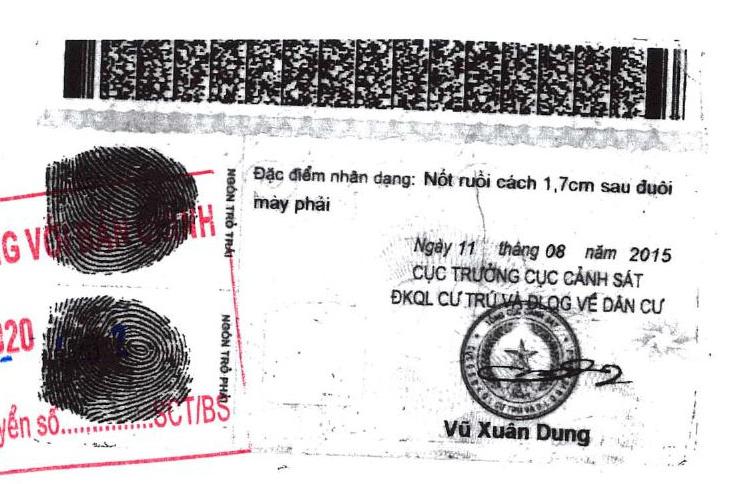 Đặc điểm nhân dạng: Nốt ruồi cách 1,7cm sau đuôi
mày phải
NGÓN TRỎ TRÁI
G VỚI BẢN CHÍNH
Ngày 11 tháng 08 năm 2015
CỤC TRƯỞNG CỤC CẢNH SÁT
ĐKQL CƯ TRÚ VÀ DLQG VỀ DÂN CƯ
NGÓN TRỎ PHẢI
020
yển số..............SCT/BS
Vũ Xuân Dung